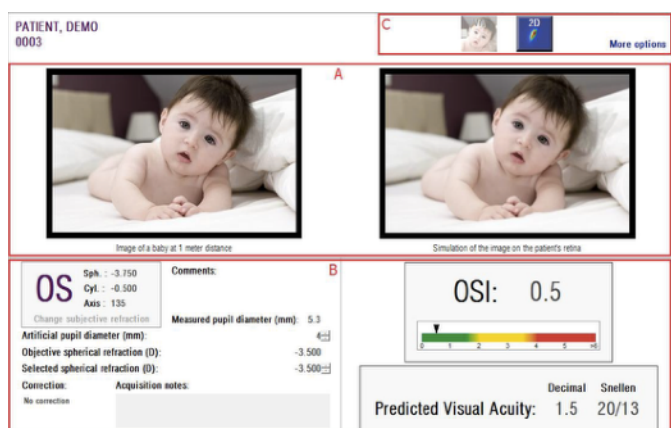 PATIENT, DEMO
0003
C
2D
More options
A
Image of a baby at 1 meter distance
Simulation of the image on the patient's retina
B
OS
Sph. : -3.750
Cyl. : -0.500
Axis : 135
Change subjective refraction
Comments:
Measured pupil diameter (mm): 5.3
Artificial pupil diameter (mm): 4
Objective spherical refraction (D): -3.500
Selected spherical refraction (D): -3.500
Correction: Acquisition notes:
No correction
OSI: 0.5
0 1 2 3 4 5 >6
Decimal Snellen
Predicted Visual Acuity: 1.5 20/13